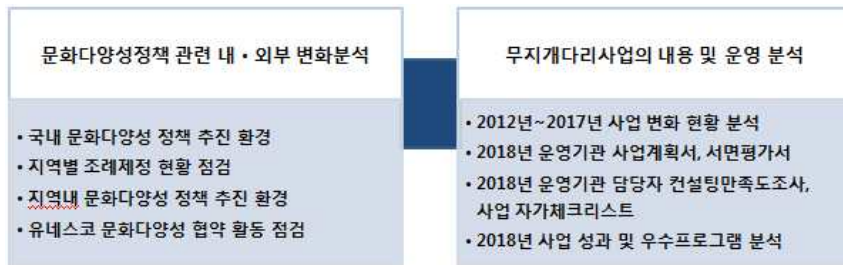 문화다양성정책 관련 내・외부 변화분석
• 국내 문화다양성 정책 추진 환경
• 지역별 조례제정 현황 점검
• 지역내 문화다양성 정책 추진 환경
• 유네스코 문화다양성 협약 활동 점검
무지개다리사업의 내용 및 운영 분석
• 2012년~2017년 사업 변화 현황 분석
• 2018년 운영기관 사업계획서, 서면평가서
• 2018년 운영기관 담당자 컨설팅만족도조사,
사업 자가체크리스트
• 2018년 사업 성과 및 우수프로그램 분석